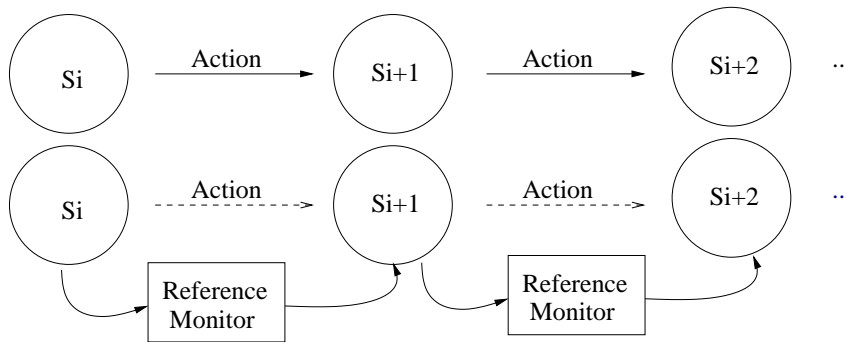 Si
Action
Si+1
Action
Si+2
..
Si
Action
Si+1
Action
Si+2
..
Reference
Monitor
Reference
Monitor